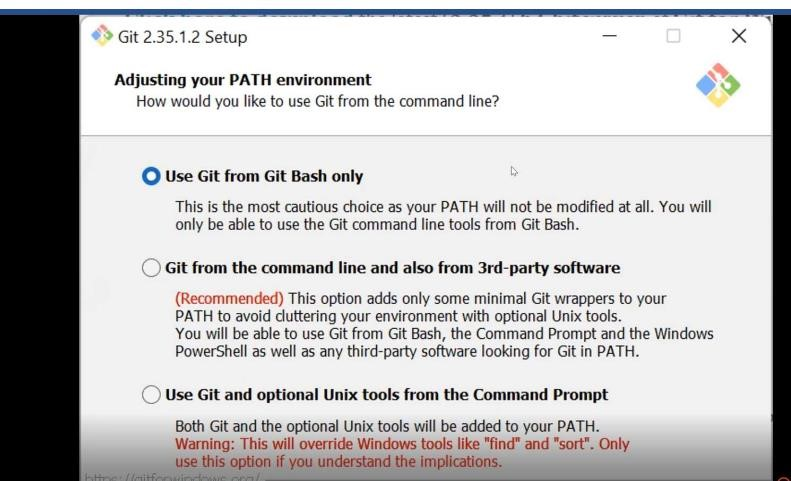 Git 2.35.1.2 Setup
Adjusting your PATH environment
How would you like to use Git from the command line?
Use Git from Git Bash only
This is the most cautious choice as your PATH will not be modified at all. You will
only be able to use the Git command line tools from Git Bash.
Git from the command line and also from 3rd-party software
(Recommended) This option adds only some minimal Git wrappers to your
PATH to avoid cluttering your environment with optional Unix tools.
You will be able to use Git from Git Bash, the Command Prompt and the Windows
PowerShell as well as any third-party software looking for Git in PATH.
Use Git and optional Unix tools from the Command Prompt
Both Git and the optional Unix tools will be added to your PATH.
Warning: This will override Windows tools like "find" and "sort". Only
use this option if you understand the implications.
https://gitforwindows.org/